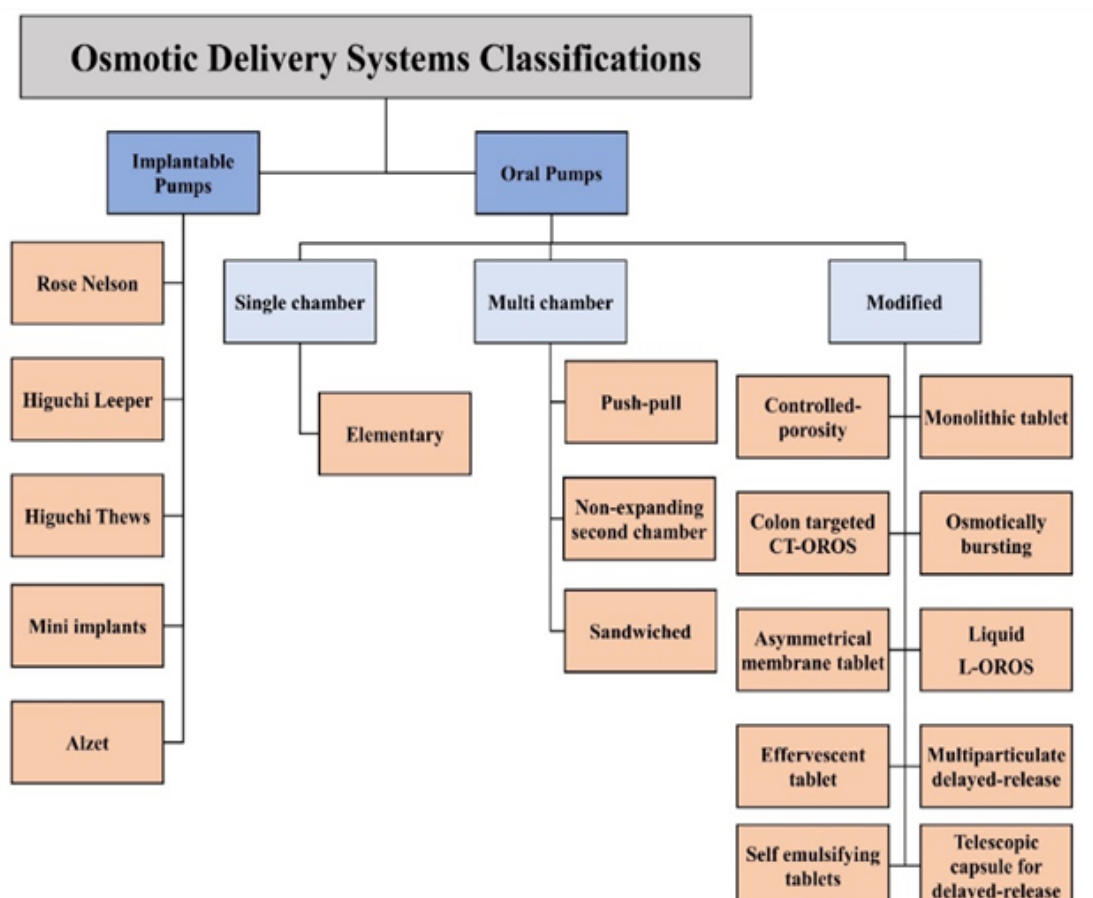 Osmotic Delivery Systems Classifications
Implantable
Pumps
Oral Pumps
Rose Nelson
Higuchi Leeper
Higuchi Thews
Mini implants
Alzet
Single chamber
Elementary
Multi chamber
Push-pull
Non-expanding
second chamber
Sandwiched
Modified
Controlled-
porosity
Monolithic tablet
Colon targeted
CT-OROS
Osmotically
bursting
Asymmetrical
membrane tablet
Liquid
L-OROS
Effervescent
tablet
Multiparticulate
delayed-release
Self emulsifying
tablets
Telescopic
capsule for
delayed-release